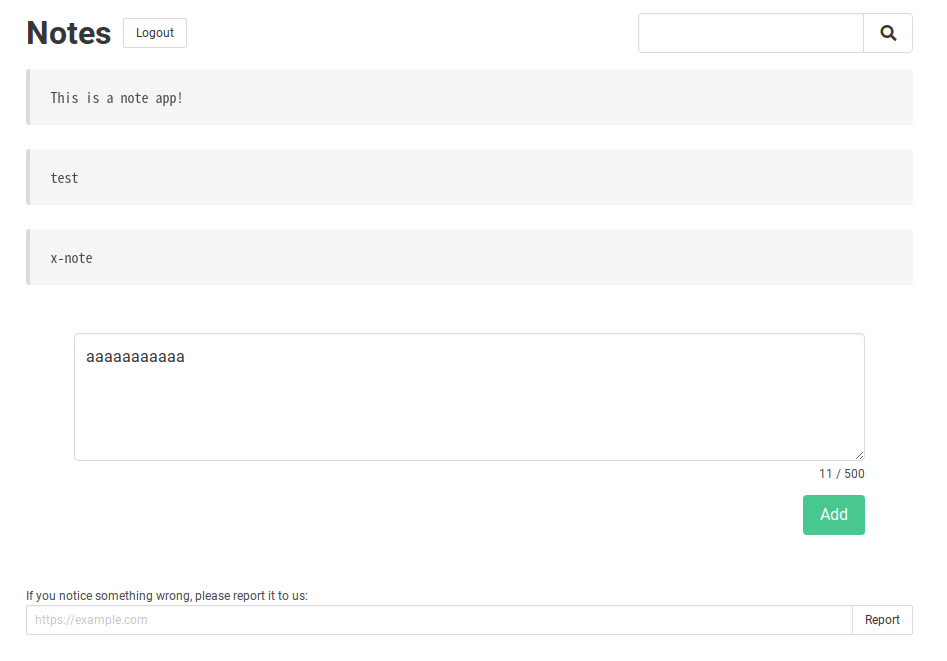 Notes Logout
This is a note app!
test
x-note
aaaaaaaaaaa
11 / 500
Add
If you notice something wrong, please report it to us:
https://example.com Report